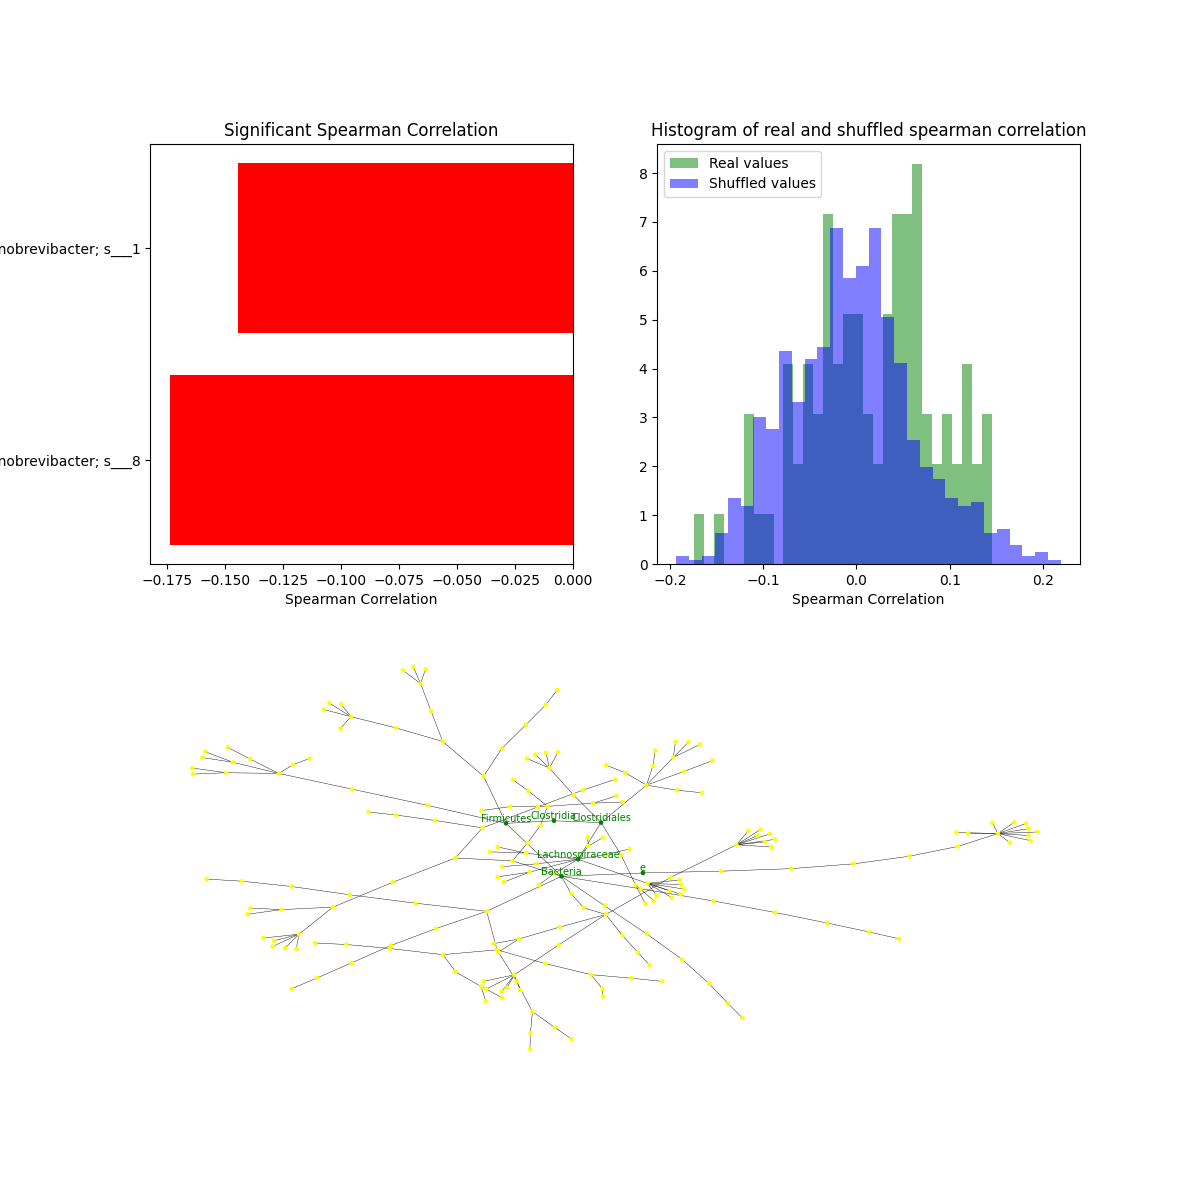 Significant Spearman Correlation
nobrevibacter; s___1
nobrevibacter; s___8
−0.175 −0.150 −0.125 −0.100 −0.075 −0.050 −0.025 0.000
Spearman Correlation
Histogram of real and shuffled spearman correlation
Real values
Shuffled values
8
7
6
5
4
3
2
1
0
−0.2 −0.1 0.0 0.1 0.2
Spearman Correlation
Firmicutes Clostridia Clostridiales
Lachnospiraceae
Bacteria e